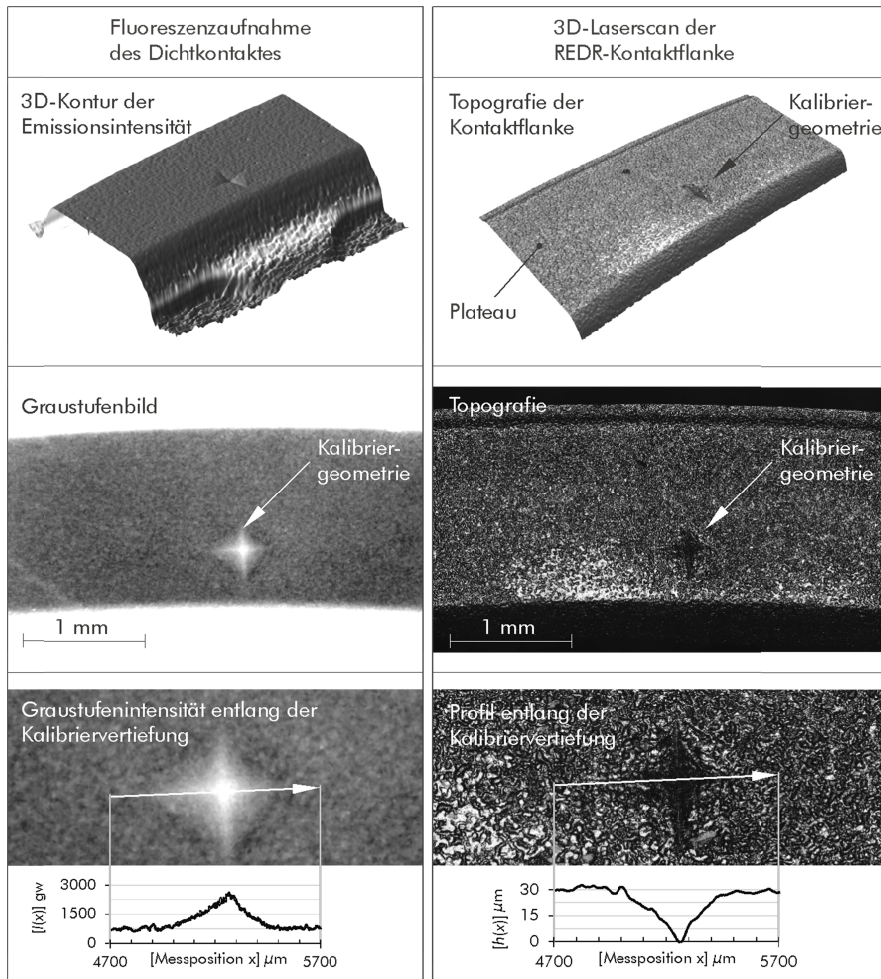 Fluoreszenzaufnahme
des Dichtkontaktes
3D-Laserscan der
REDR-Kontaktflanke
3D-Kontur der
Emissionsintensität
Topografie der
Kontaktflanke
Kalibrier-
geometrie
Plateau
Graustufenbild
Kalibrier-
geometrie
1 mm
Topografie
Kalibrier-
geometrie
1 mm
Graustufenintensität entlang der
Kalibriervertiefung
Profil entlang der
Kalibriervertiefung
[I(x)] gw
3000
1500
0
4700
[Messposition x] µm
5700
[h(x)] µm
30
15
0
4700
[Messposition x] µm
5700